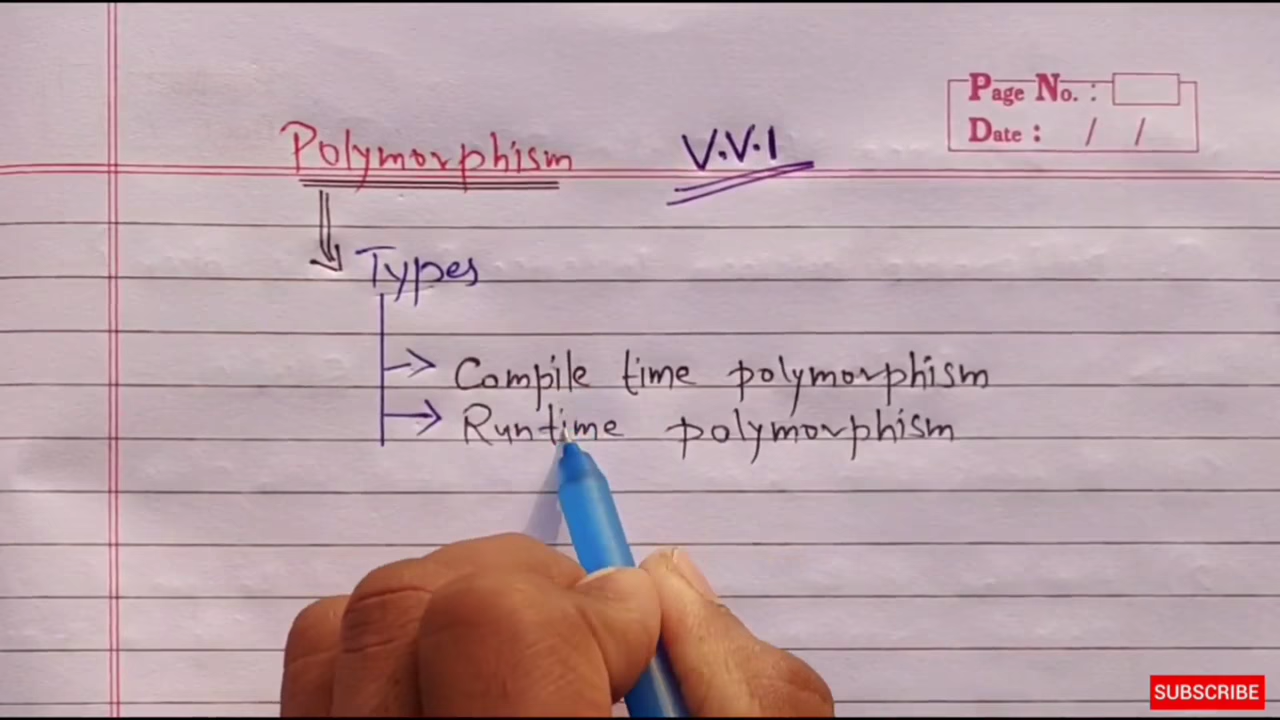 Page No. :
Date : / /
Polymorphism V.V.I
Types
Compile time polymorphism
Runtime polymorphism
SUBSCRIBE